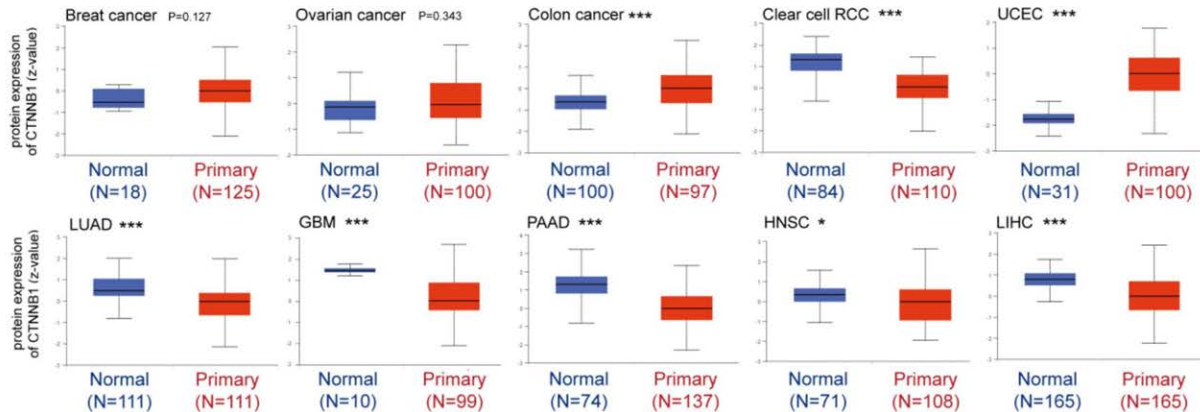 Breat cancer P=0.127
Ovarian cancer P=0.343
Colon cancer ***
Clear cell RCC ***
UCEC ***
protein expression
of CTNNB1 (z-value)
Normal Primary
(N=18) (N=125)
Normal Primary
(N=25) (N=100)
Normal Primary
(N=100) (N=97)
Normal Primary
(N=84) (N=110)
Normal Primary
(N=31) (N=100)
LUAD ***
GBM ***
PAAD ***
HNSC *
LIHC ***
protein expression
of CTNNB1 (z-value)
Normal Primary
(N=111) (N=111)
Normal Primary
(N=10) (N=99)
Normal Primary
(N=74) (N=137)
Normal Primary
(N=71) (N=108)
Normal Primary
(N=165) (N=165)